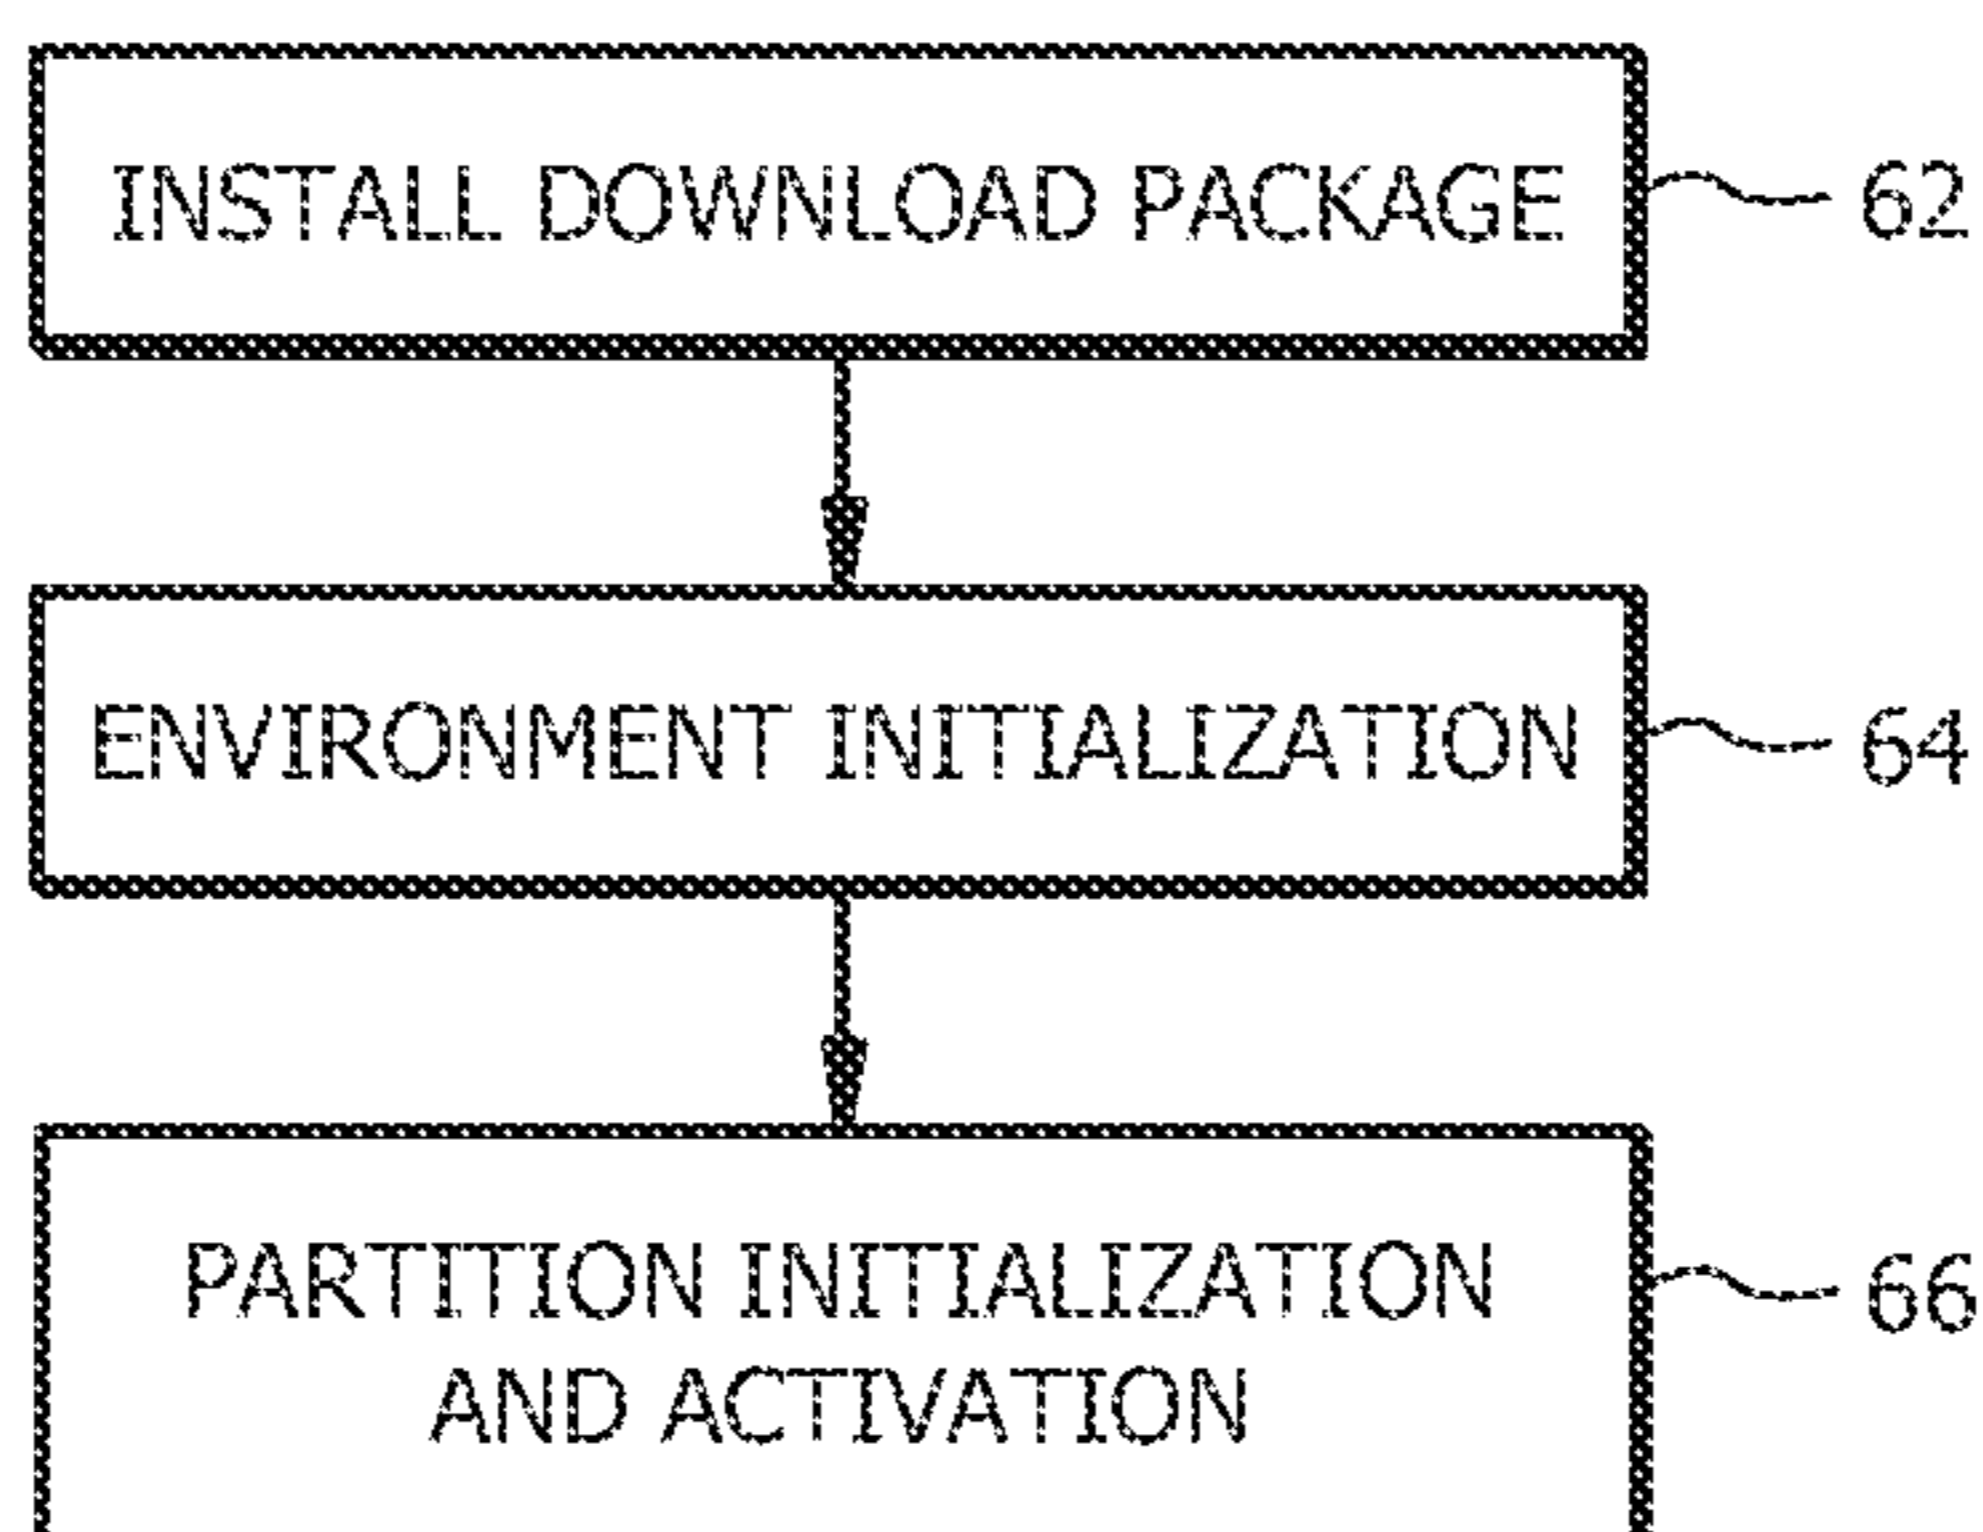 INSTALL DOWNLOAD PACKAGE
62
ENVIRONMENT INITIALIZATION
64
PARTITION INITIALIZATION
AND ACTIVATION
66